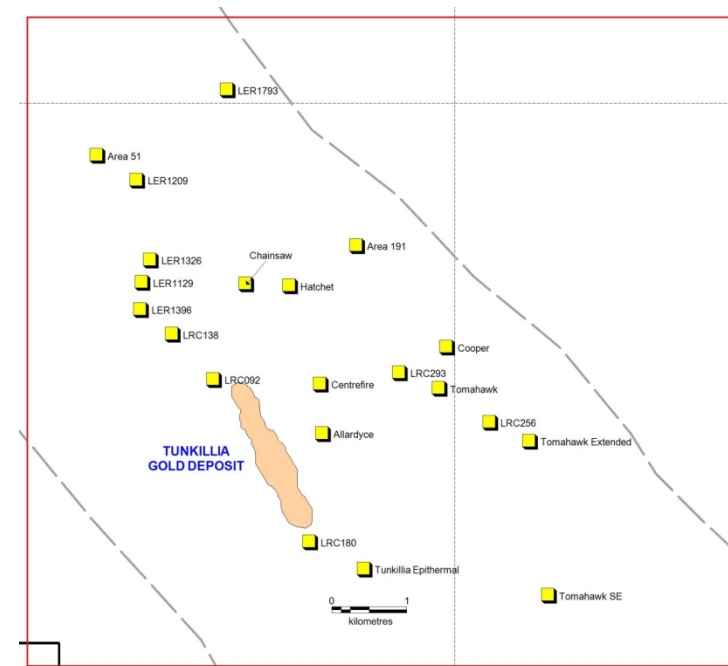 LER1793
Area 51
LER1209
Area 191
Chainsaw
LER1326
LER1129
Hatchet
LER1396
LRC138
Cooper
LRC293
LRC092
Centrefire
Tomahawk
LRC256
Allardyce
Tomahawk Extended
TUNKILLIA
GOLD DEPOSIT
LRC180
Tunkillia Epithermal
Tomahawk SE
0 1
kilometres